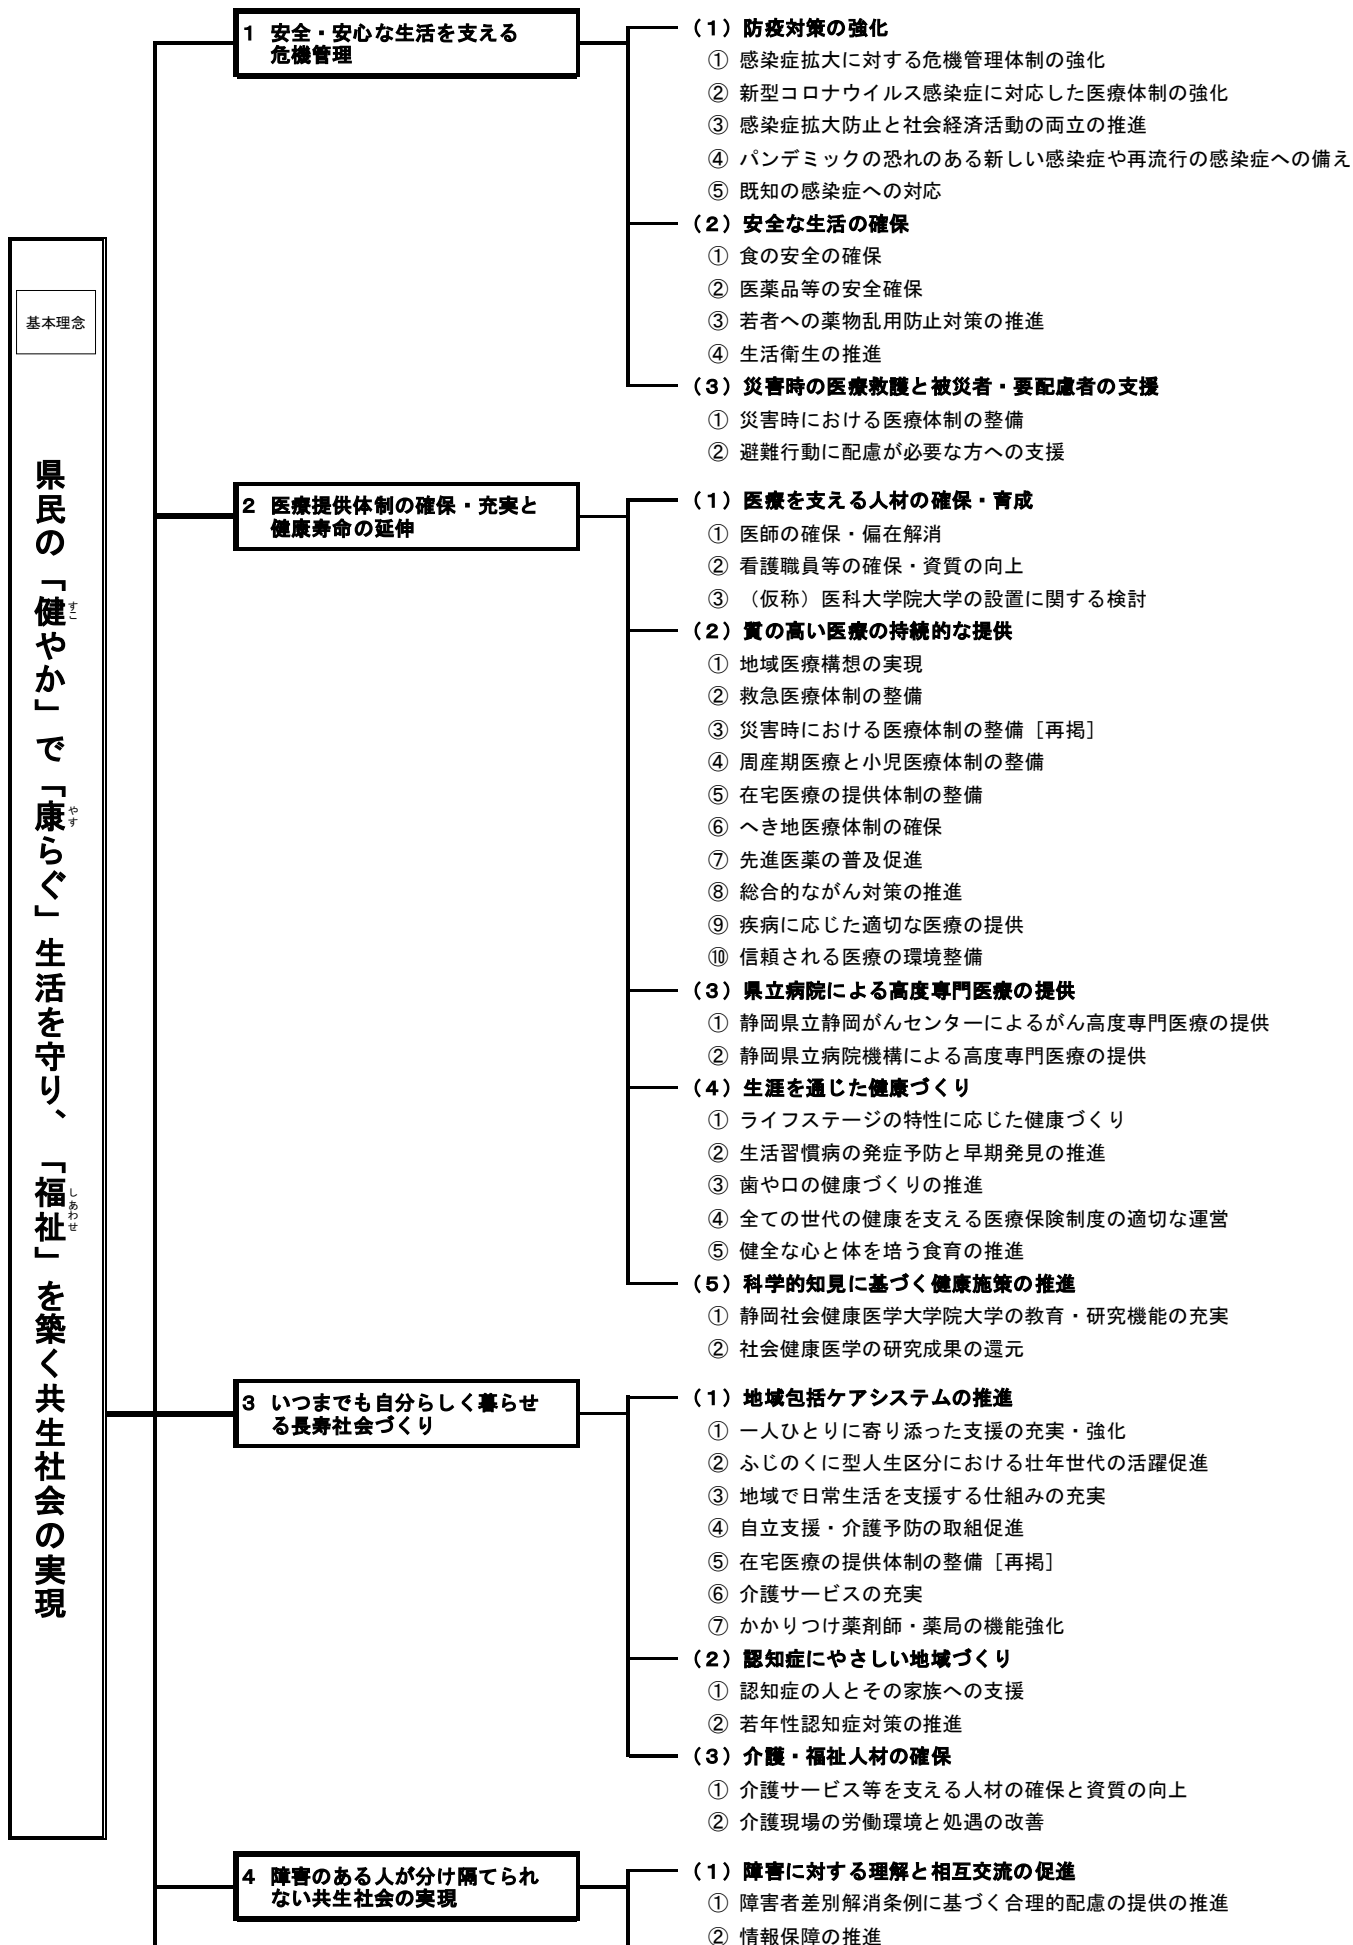 基本理念
県民の「健やか」で「康らぐ」生活を守り、「福祉」を築く共生社会の実現
すこ
やす
しあわせ
1 安全・安心な生活を支える
危機管理
（1）防疫対策の強化
① 感染症拡大に対する危機管理体制の強化
② 新型コロナウイルス感染症に対応した医療体制の強化
③ 感染症拡大防止と社会経済活動の両立の推進
④ パンデミックの恐れのある新しい感染症や再流行の感染症への備え
⑤ 既知の感染症への対応
（2）安全な生活の確保
① 食の安全の確保
② 医薬品等の安全確保
③ 若者への薬物乱用防止対策の推進
④ 生活衛生の推進
（3）災害時の医療救護と被災者・要配慮者の支援
① 災害時における医療体制の整備
② 避難行動に配慮が必要な方への支援
2 医療提供体制の確保・充実と
健康寿命の延伸
（1）医療を支える人材の確保・育成
① 医師の確保・偏在解消
② 看護職員等の確保・資質の向上
③ （仮称）医科大学院大学の設置に関する検討
（2）質の高い医療の持続的な提供
① 地域医療構想の実現
② 救急医療体制の整備
③ 災害時における医療体制の整備［再掲］
④ 周産期医療と小児医療体制の整備
⑤ 在宅医療の提供体制の整備
⑥ へき地医療体制の確保
⑦ 先進医薬の普及促進
⑧ 総合的ながん対策の推進
⑨ 疾病に応じた適切な医療の提供
⑩ 信頼される医療の環境整備
（3）県立病院による高度専門医療の提供
① 静岡県立静岡がんセンターによるがん高度専門医療の提供
② 静岡県立病院機構による高度専門医療の提供
（4）生涯を通じた健康づくり
① ライフステージの特性に応じた健康づくり
② 生活習慣病の発症予防と早期発見の推進
③ 歯や口の健康づくりの推進
④ 全ての世代の健康を支える医療保険制度の適切な運営
⑤ 健全な心と体を培う食育の推進
（5）科学的知見に基づく健康施策の推進
① 静岡社会健康医学大学院大学の教育・研究機能の充実
② 社会健康医学の研究成果の還元
3 いつまでも自分らしく暮らせ
る長寿社会づくり
（1）地域包括ケアシステムの推進
① 一人ひとりに寄り添った支援の充実・強化
② ふじのくに型人生区分における壮年世代の活躍促進
③ 地域で日常生活を支援する仕組みの充実
④ 自立支援・介護予防の取組促進
⑤ 在宅医療の提供体制の整備［再掲］
⑥ 介護サービスの充実
⑦ かかりつけ薬剤師・薬局の機能強化
（2）認知症にやさしい地域づくり
① 認知症の人とその家族への支援
② 若年性認知症対策の推進
（3）介護・福祉人材の確保
① 介護サービス等を支える人材の確保と資質の向上
② 介護現場の労働環境と処遇の改善
4 障害のある人が分け隔てられ
ない共生社会の実現
（1）障害に対する理解と相互交流の促進
① 障害者差別解消条例に基づく合理的配慮の提供の推進
② 情報保障の推進